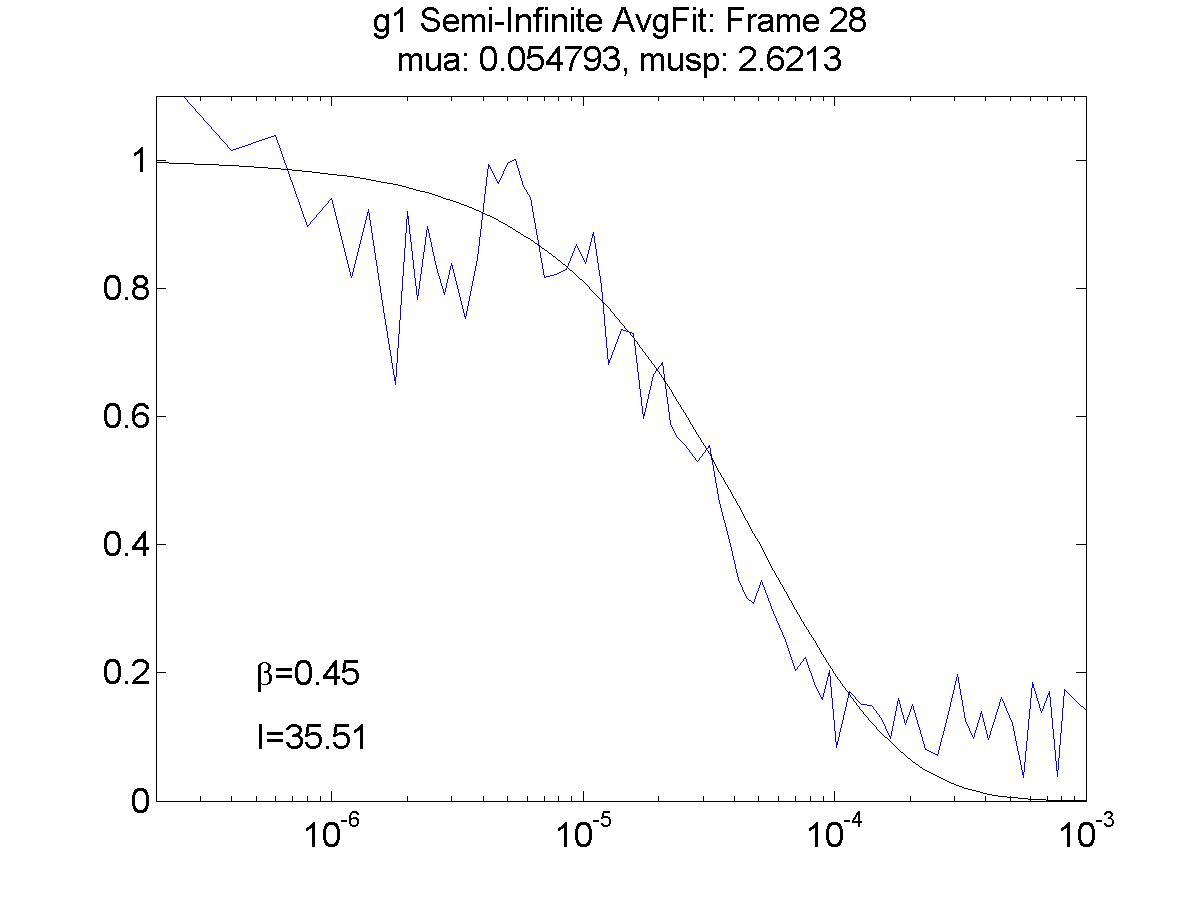 g1 Semi-Infinite AvgFit: Frame 28
mua: 0.054793, musp: 2.6213
1
0.8
0.6
0.4
0.2
0
β=0.45
I=35.51
10^-6
10^-5
10^-4
10^-3